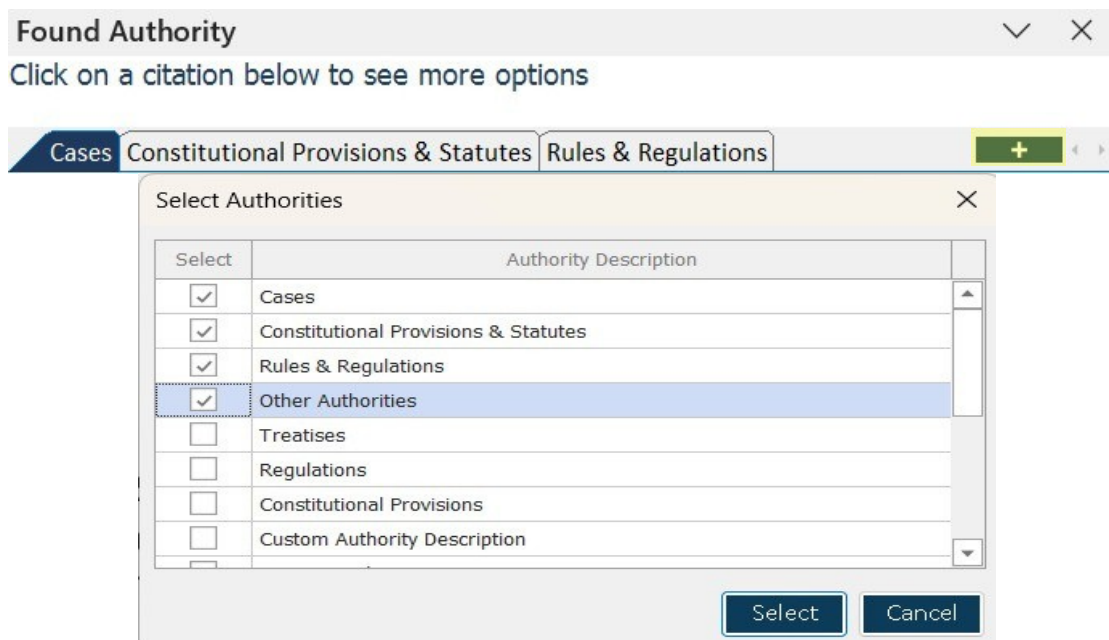 Found Authority
Click on a citation below to see more options
Cases Constitutional Provisions & Statutes Rules & Regulations +
Select Authorities
Select Authority Description
Cases
Constitutional Provisions & Statutes
Rules & Regulations
Other Authorities
Treatises
Regulations
Constitutional Provisions
Custom Authority Description
Select Cancel